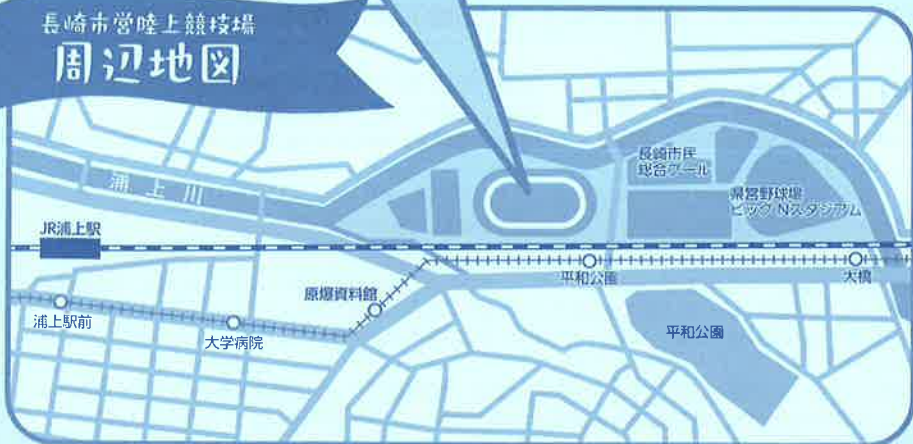 長崎市営陸上競技場
周辺地図
長崎市民
総合プール
県営野球場
ビッグNスタジアム
浦上川
JR浦上駅
原爆資料館
平和公園
大橋
浦上駅前
大学病院
平和公園